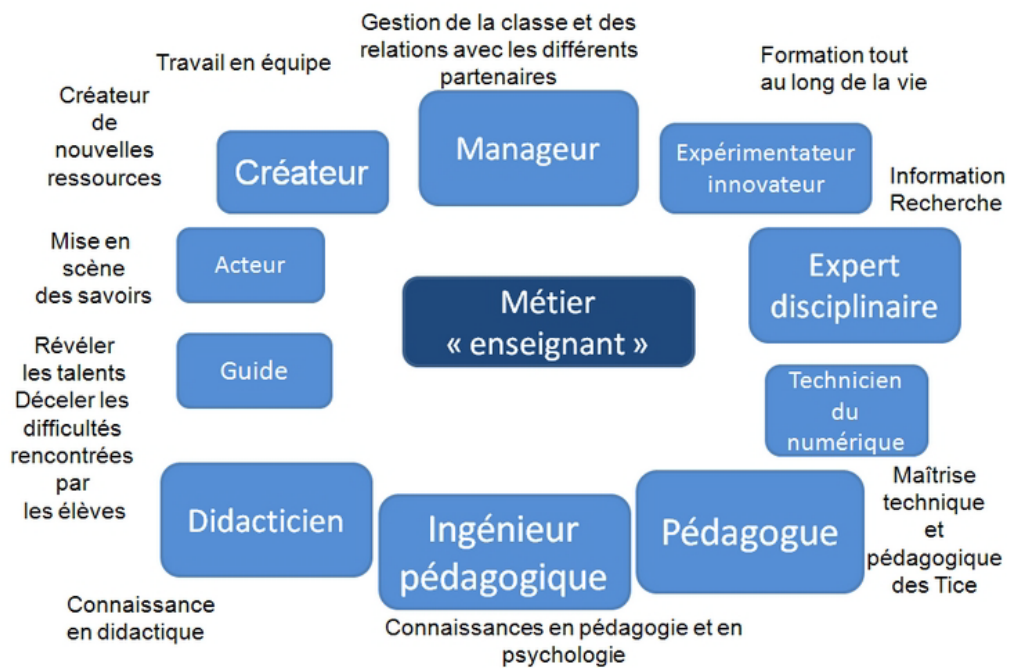 Gestion de la classe et des
relations avec les différents
partenaires
Travail en équipe
Formation tout
au long de la vie
Créateur
de
nouvelles
ressources
Créateur
Manageur
Expérimentateur
innovateur
Information
Recherche
Mise en
scène
des savoirs
Acteur
Métier
« enseignant »
Expert
disciplinaire
Révéler
les talents
Déceler les
difficultés
rencontrées
par
les élèves
Guide
Technicien
du
numérique
Didacticien
Ingénieur
pédagogique
Pédagogue
Maîtrise
technique
et
pédagogique
des Tice
Connaissance
en didactique
Connaissances en pédagogie et en
psychologie